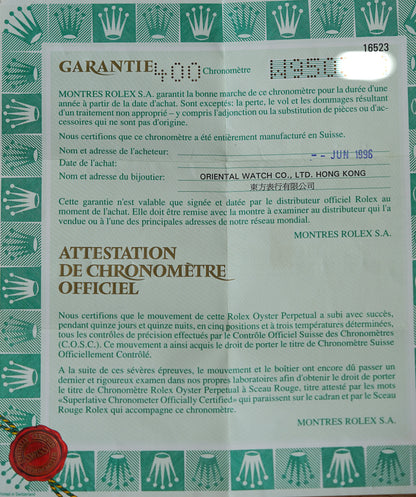 16523
GARANTIE 400 Chronomètre W950
MONTRES ROLEX S.A. garantit la bonne marche de ce chronomètre pour la durée d'une
année à partir de la date d'achat. Sont exceptés: la perte, le vol et les dommages résultant
d'un traitement non approprié – y compris l'adjonction ou la substitution de pièces ou d'ac-
cessoires qui ne sont pas d'origine.
Nous certifions que ce chronomètre a été entièrement manufacturé en Suisse.
Nom et adresse de l'acheteur:
Date de l'achat: -- JUN 1996
Nom et adresse du bijoutier: ORIENTAL WATCH CO., LTD. HONG KONG
東方表行有限公司
Cette garantie n'est valable que signée et datée par le distributeur officiel Rolex au
moment de l'achat. Elle doit être remise avec la montre à examiner au distributeur qui l'a
vendue ou à l'une des principales adresses de notre réseau mondial.
MONTRES ROLEX S.A.
ATTESTATION
DE CHRONOMÈTRE
OFFICIEL
Nous certifions que le mouvement de cette Rolex Oyster Perpetual a subi avec succès,
pendant quinze jours et quinze nuits, en cinq positions et à trois températures déterminées,
tous les contrôles de précision effectués par le Contrôle Officiel Suisse des Chronomètres
(C.O.S.C.). Ce mouvement a ainsi acquis le droit de porter le titre de Chronomètre Suisse
Officiellement Contrôlé.
A la suite de ces sévères épreuves, le mouvement et le boîtier ont encore dû passer un
dernier et rigoureux examen dans nos propres laboratoires afin d'obtenir le droit de porter
le titre de Chronomètre Rolex Oyster Perpetual à Sceau Rouge, titre attesté par les mots
«Superlative Chronometer Officially Certified» qui paraissent sur le cadran et par le Sceau
Rouge Rolex qui accompagne ce chronomètre.
MONTRES ROLEX S.A.
Printed in Switzerland